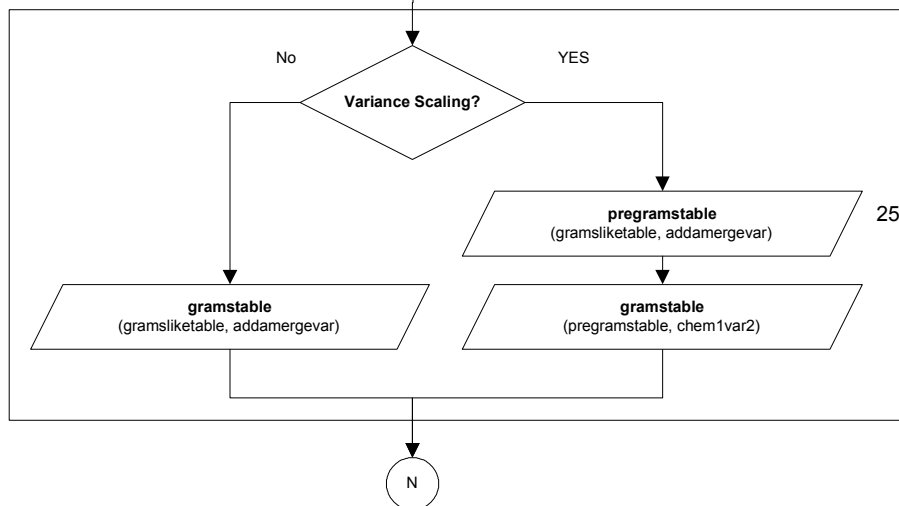 No
YES
Variance Scaling?
pregramstable
(gramsliketable, addamergevar)
25
gramstable
(gramsliketable, addamergevar)
gramstable
(pregramstable, chem1var2)
N